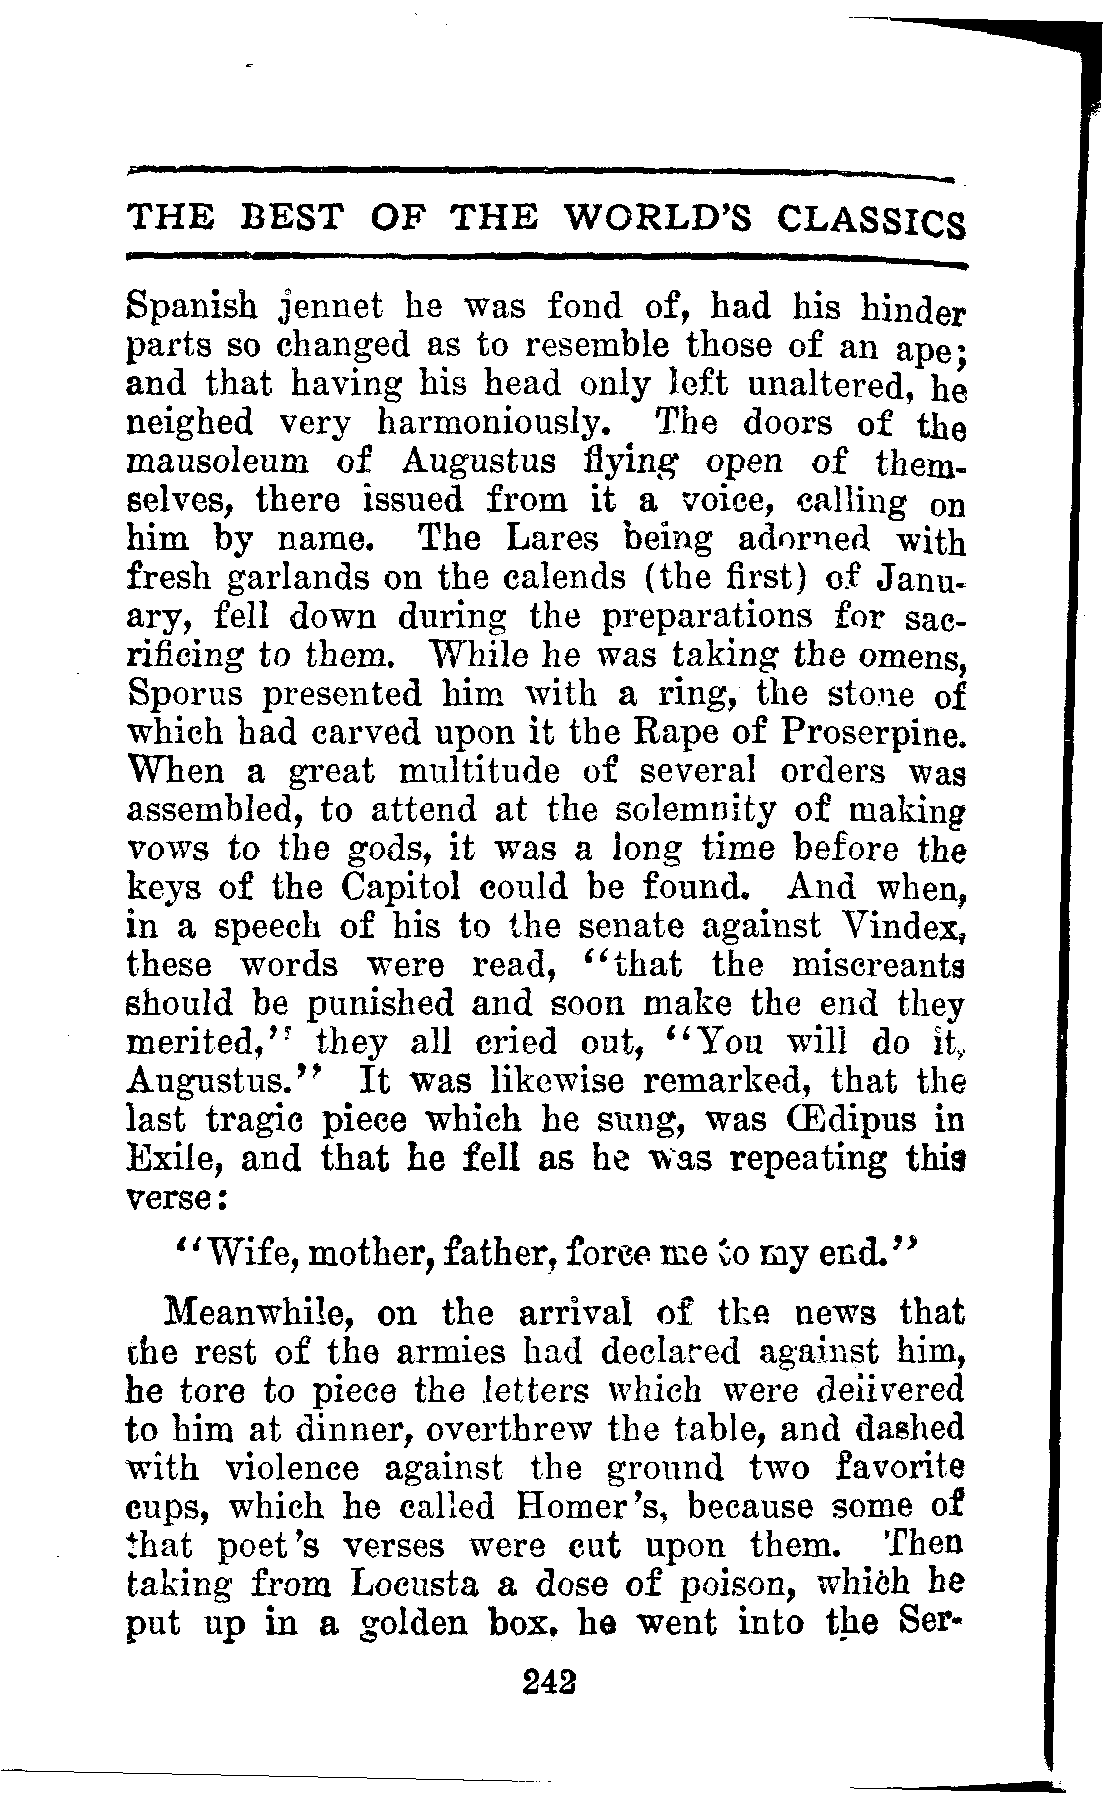 THE BEST OF THE WORLD'S CLASSICS
Spanish jennet he was fond of, had his hinder
parts so changed as to resemble those of an ape;
and that having his head only left unaltered, he
neighed very harmoniously. The doors of the
mausoleum of Augustus flying open of them-
selves, there issued from it a voice, calling on
him by name. The Lares being adorned with
fresh garlands on the calends (the first) of Janu-
ary, fell down during the preparations for sac-
rificing to them. While he was taking the omens,
Sporus presented him with a ring, the stone of
which had carved upon it the Rape of Proserpine.
When a great multitude of several orders was
assembled, to attend at the solemnity of making
vows to the gods, it was a long time before the
keys of the Capitol could be found. And when,
in a speech of his to the senate against Vindex,
these words were read, "that the miscreants
should be punished and soon make the end they
merited," they all cried out, "You will do it,
Augustus." It was likewise remarked, that the
last tragic piece which he sung, was Œdipus in
Exile, and that he fell as he was repeating this
verse:
"Wife, mother, father, force me to my end."
Meanwhile, on the arrival of the news that
the rest of the armies had declared against him,
he tore to piece the letters which were delivered
to him at dinner, overthrew the table, and dashed
with violence against the ground two favorite
cups, which he called Homer's, because some of
that poet's verses were cut upon them. Then
taking from Locusta a dose of poison, which he
put up in a golden box, he went into the Ser-
242